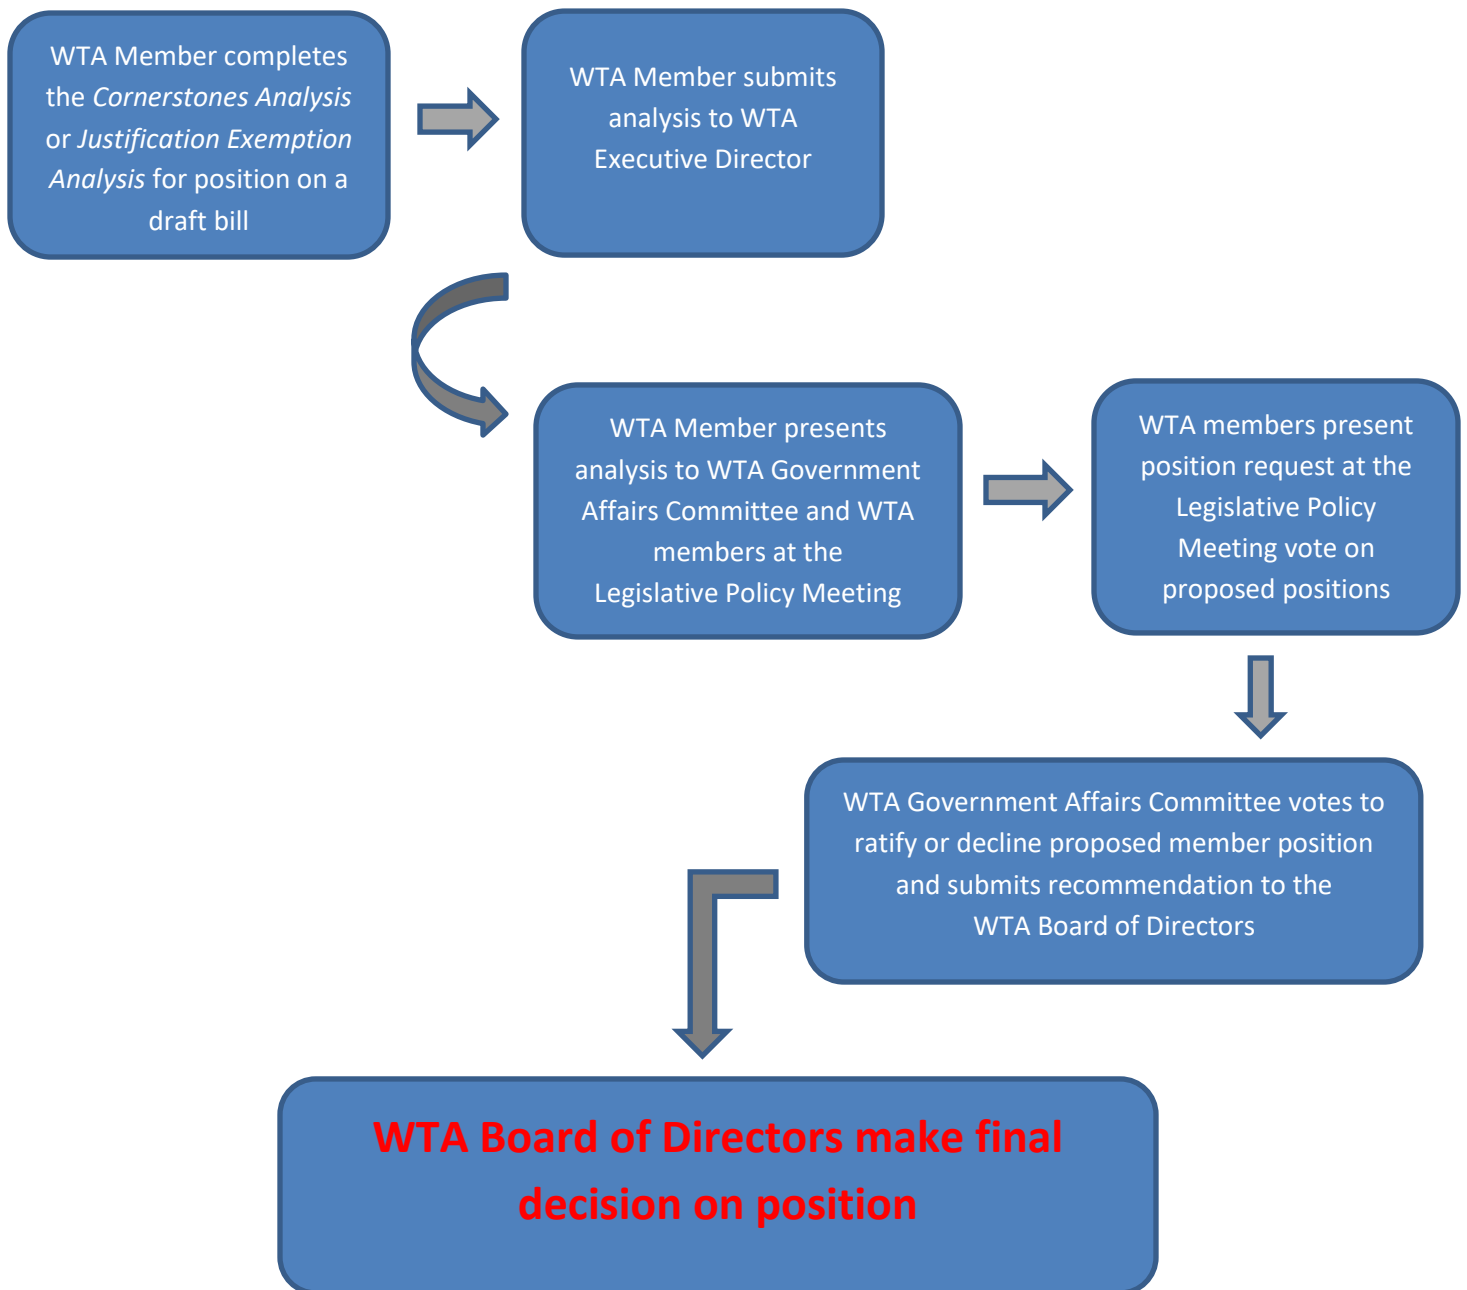 WTA Member completes
the Cornerstones Analysis
or Justification Exemption
Analysis for position on a
draft bill
WTA Member submits
analysis to WTA
Executive Director
WTA Member presents
analysis to WTA Government
Affairs Committee and WTA
members at the
Legislative Policy Meeting
WTA members present
position request at the
Legislative Policy
Meeting vote on
proposed positions
WTA Government Affairs Committee votes to
ratify or decline proposed member position
and submits recommendation to the
WTA Board of Directors
WTA Board of Directors make final
decision on position